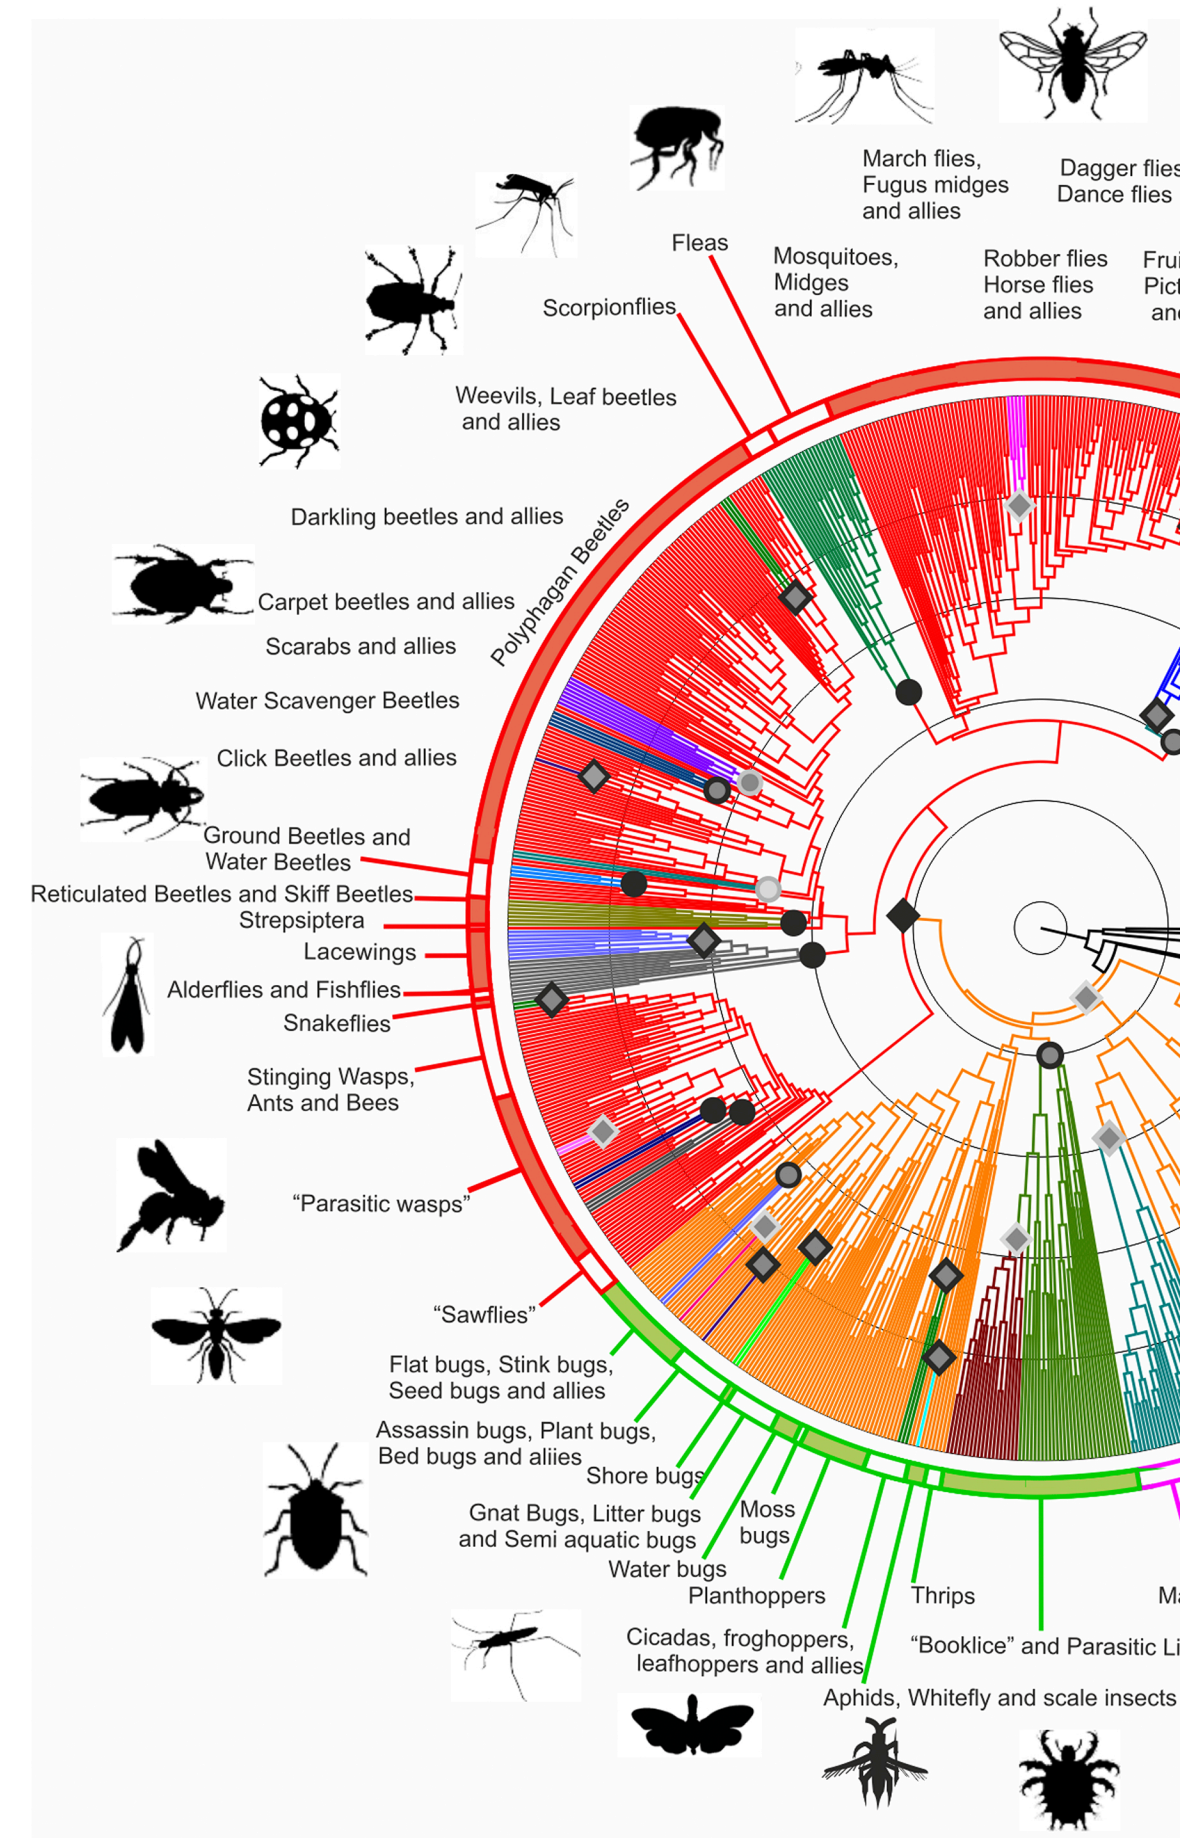 March flies,
Fugus midges
and allies
Dagger flies
Dance flies
Fleas
Mosquitoes,
Midges
and allies
Robber flies
Horse flies
and allies
Scorpionflies
Weevils, Leaf beetles
and allies
Polyphagan Beetles
Darkling beetles and allies
Carpet beetles and allies
Scarabs and allies
Water Scavenger Beetles
Click Beetles and allies
Ground Beetles and
Water Beetles
Reticulated Beetles and Skiff Beetles
Strepsiptera
Lacewings
Alderflies and Fishflies
Snakeflies
Stinging Wasps,
Ants and Bees
“Parasitic wasps”
“Sawflies”
Flat bugs, Stink bugs,
Seed bugs and allies
Assassin bugs, Plant bugs,
Bed bugs and aliies
Shore bugs
Gnat Bugs, Litter bugs
and Semi aquatic bugs
Water bugs
Moss
bugs
Planthoppers
Thrips
Cicadas, froghoppers,
leafhoppers and allies
“Booklice” and Parasitic Li
Aphids, Whitefly and scale insects